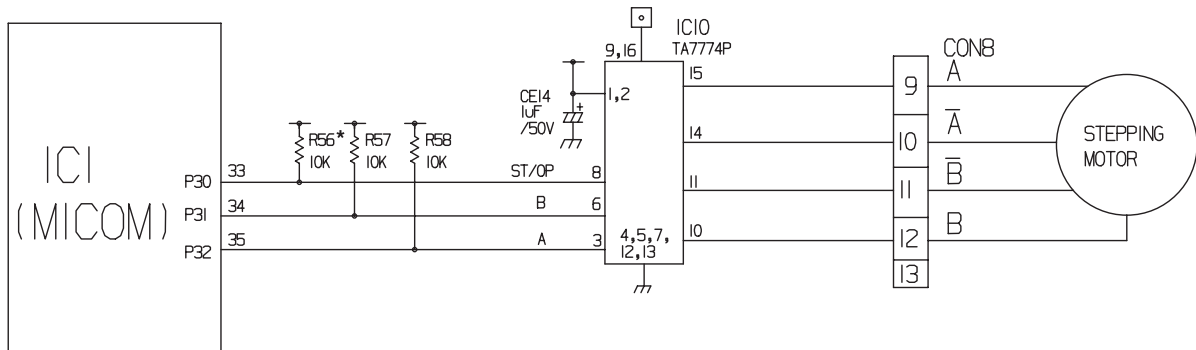 IC1
(MICOM)
P30
33
P31
34
P32
35
R56*
10K
R57
10K
R58
10K
ST/OP
B
A
CE14
1uF
/50V
9,16
IC10
TA7774P
1,2
8
6
3
4,5,7,
12,13
15
14
11
10
CON8
9
10
11
12
13
A
A̅
B̅
B
STEPPING
MOTOR